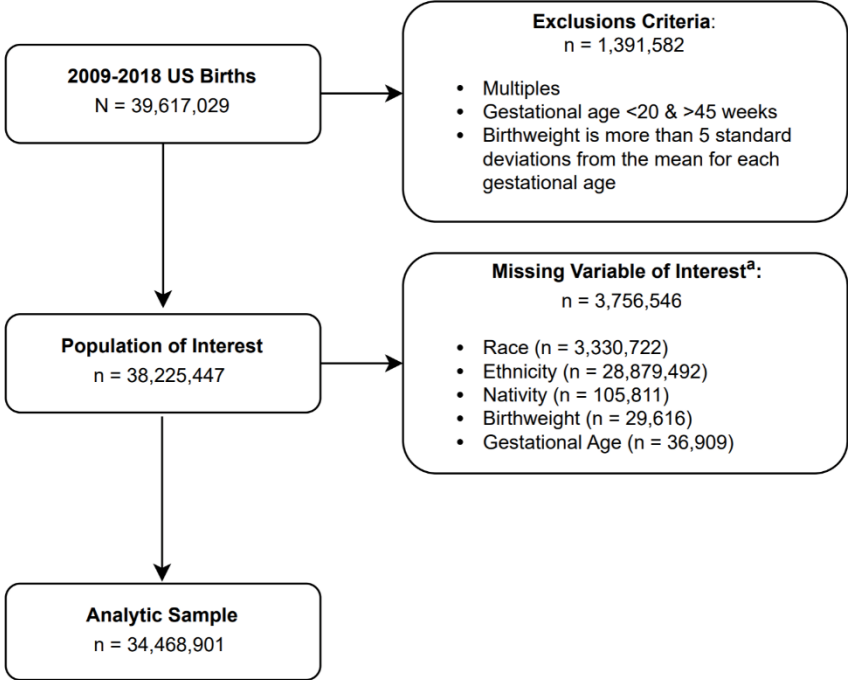 2009-2018 US Births
N = 39,617,029
Exclusions Criteria:
n = 1,391,582
• Multiples
• Gestational age <20 & >45 weeks
• Birthweight is more than 5 standard
deviations from the mean for each
gestational age
Population of Interest
n = 38,225,447
Missing Variable of Interestª:
n = 3,756,546
• Race (n = 3,330,722)
• Ethnicity (n = 28,879,492)
• Nativity (n = 105,811)
• Birthweight (n = 29,616)
• Gestational Age (n = 36,909)
Analytic Sample
n = 34,468,901